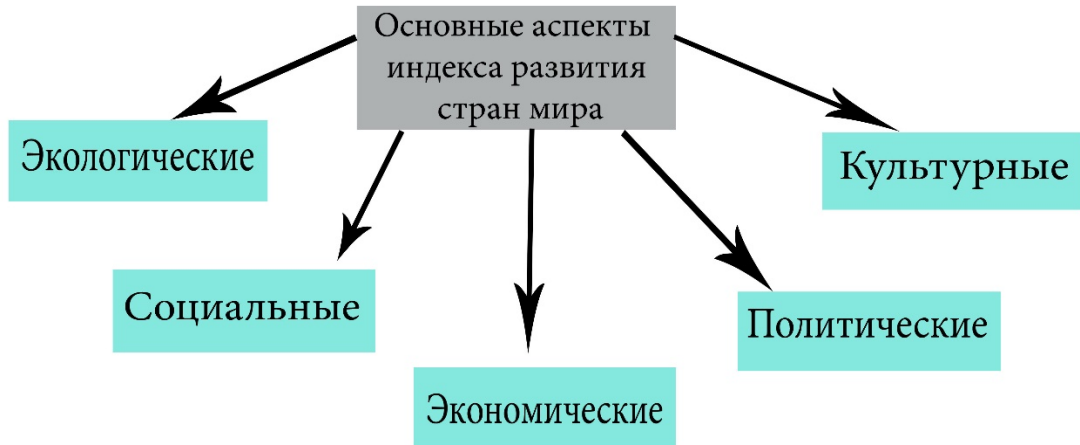 Основные аспекты
индекса развития
стран мира
Экологические
Культурные
Социальные
Политические
Экономические